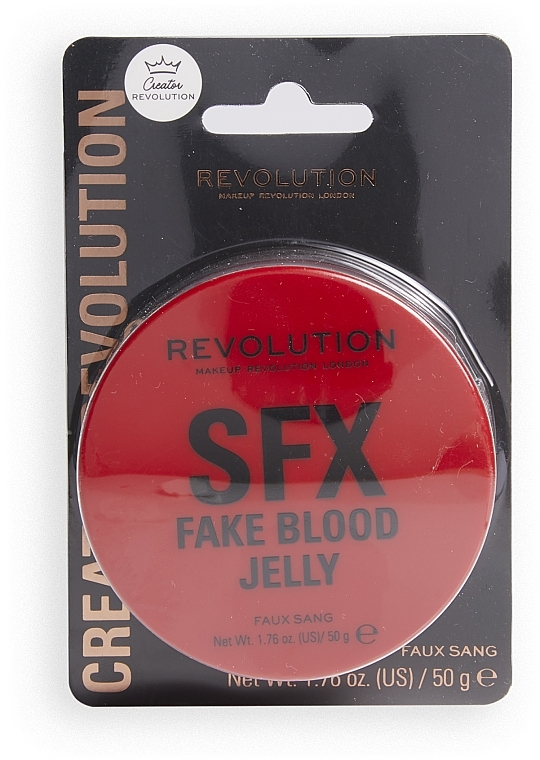 Creator
REVOLUTION
REVOLUTION
MAKEUP REVOLUTION LONDON
CREAT REVOLUTION
REVOLUTION
MAKEUP REVOLUTION LONDON
SFX
FAKE BLOOD
JELLY
FAUX SANG
Net Wt. 1.76 oz. (US)/ 50 g ℮
FAUX SANG
Net Wt. 1.76 oz. (US) / 50 g ℮